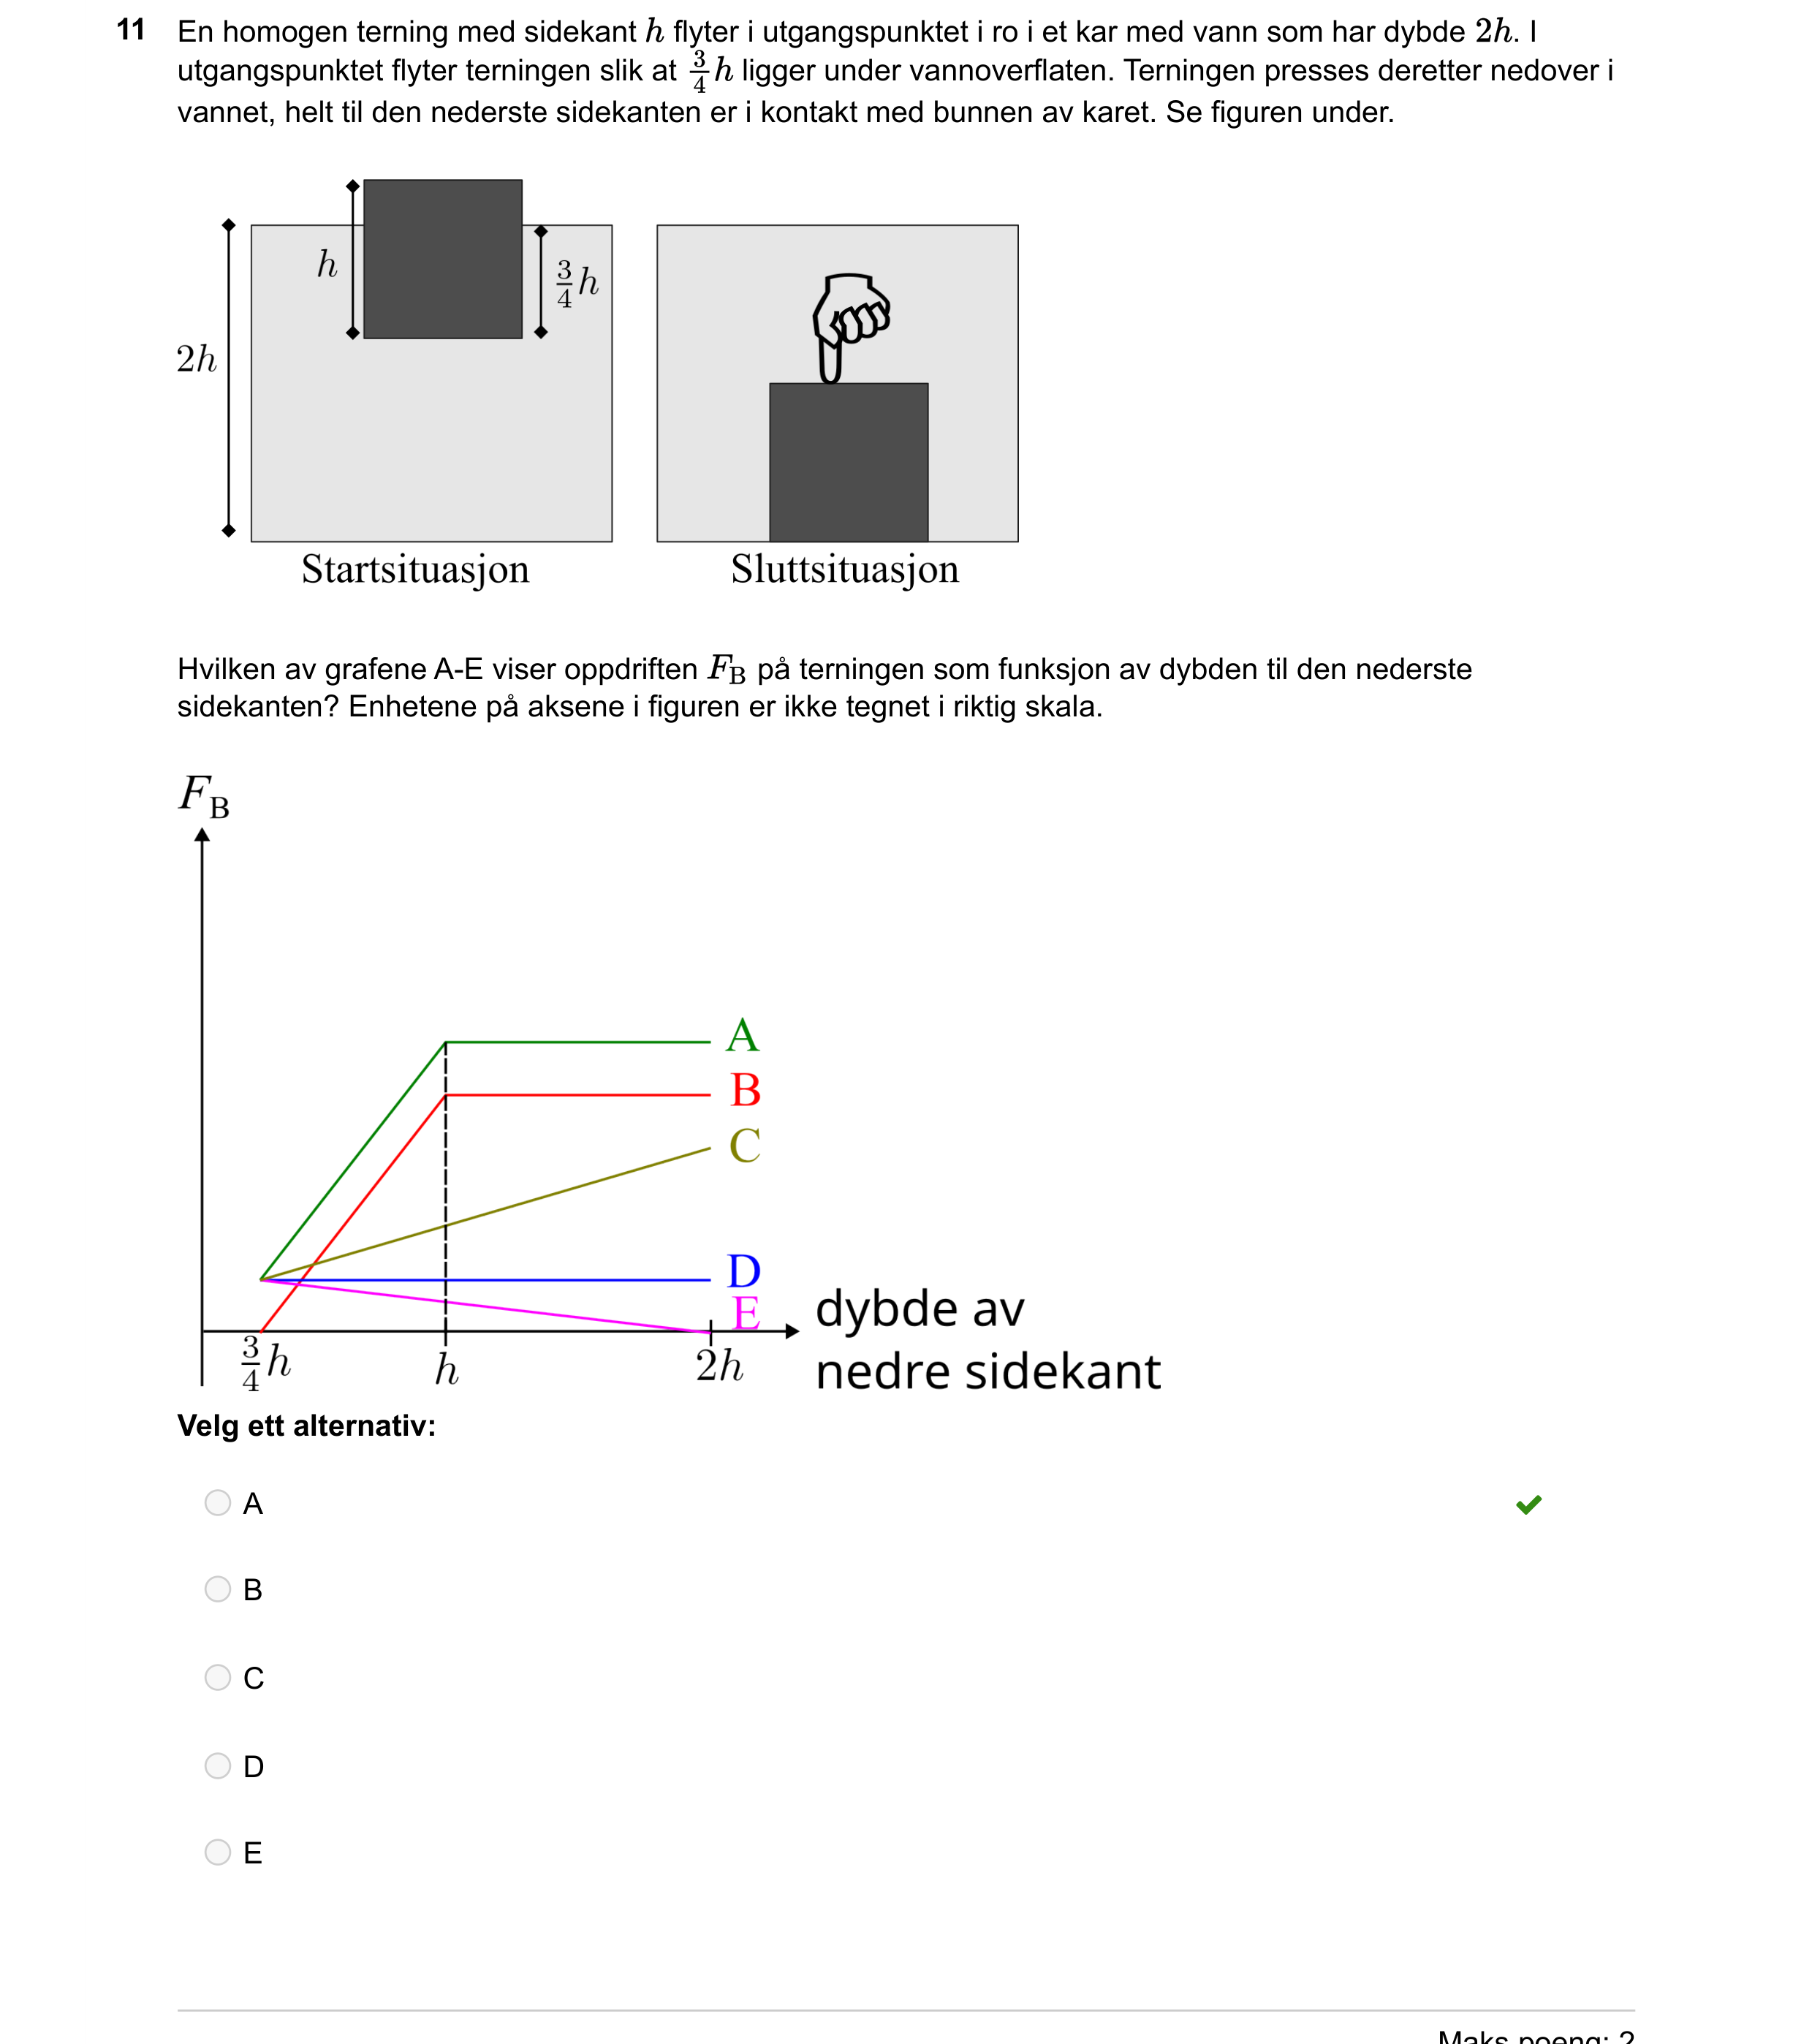 11 En homogen terning med sidekant h flyter i utgangspunktet i ro i et kar med vann som har dybde 2h. I
utgangspunktet flyter terningen slik at 3/4 h ligger under vannoverflaten. Terningen presses deretter nedover i
vannet, helt til den nederste sidekanten er i kontakt med bunnen av karet. Se figuren under.
h
3/4 h
2h
Startsituasjon
Sluttsituasjon
Hvilken av grafene A-E viser oppdriften F_B på terningen som funksjon av dybden til den nederste
sidekanten? Enhetene på aksene i figuren er ikke tegnet i riktig skala.
F_B
A
B
C
D
E
dybde av
nedre sidekant
3/4 h
h
2h
Velg ett alternativ:
A
B
C
D
E
Maks poeng: 2